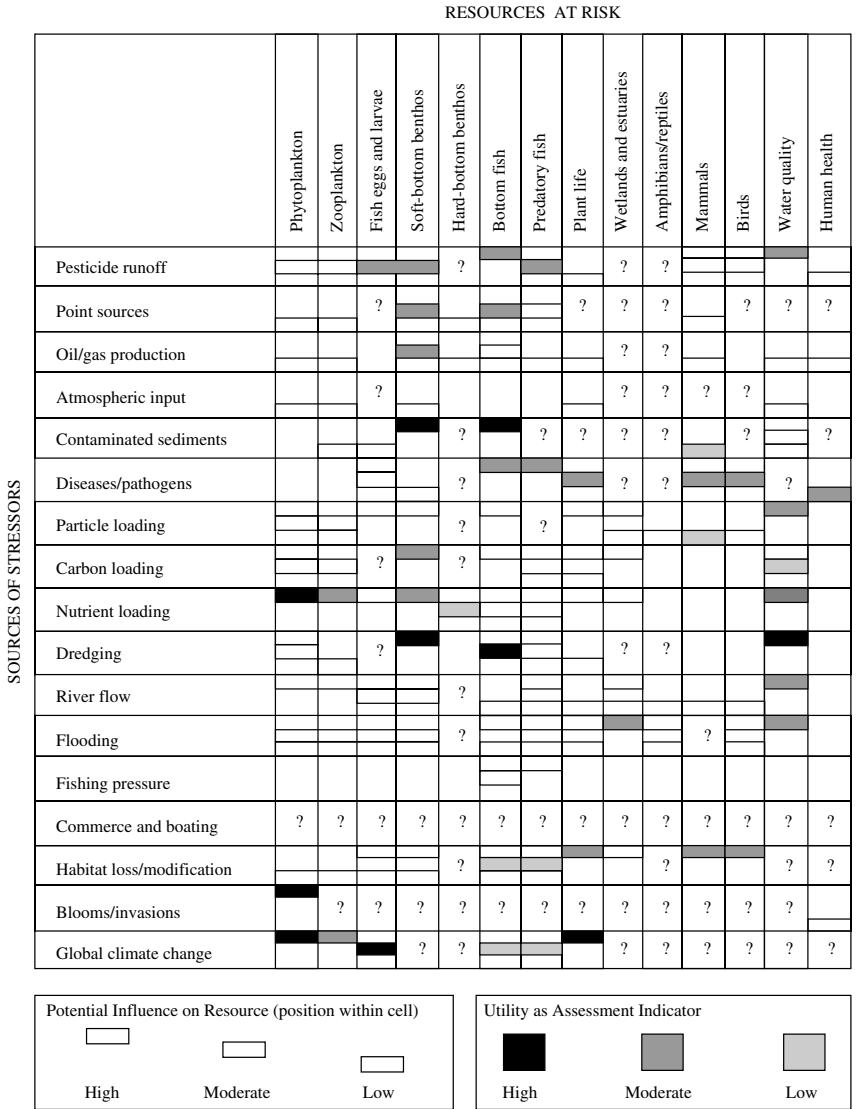 RESOURCES AT RISK
Phytoplankton
Zooplankton
Fish eggs and larvae
Soft-bottom benthos
Hard-bottom benthos
Bottom fish
Predatory fish
Plant life
Wetlands and estuaries
Amphibians/reptiles
Mammals
Birds
Water quality
Human health
SOURCES OF STRESSORS
Pesticide runoff ? ? ?
Point sources ? ? ? ? ? ? ?
Oil/gas production ? ?
Atmospheric input ? ? ? ? ?
Contaminated sediments ? ? ? ? ? ? ?
Diseases/pathogens ? ? ? ?
Particle loading ? ?
Carbon loading ? ?
Nutrient loading
Dredging ? ? ?
River flow ?
Flooding ? ?
Fishing pressure
Commerce and boating ? ? ? ? ? ? ? ? ? ? ? ? ? ?
Habitat loss/modification ? ? ? ?
Blooms/invasions ? ? ? ? ? ? ? ? ? ? ? ?
Global climate change ? ? ? ? ? ? ? ?
Potential Influence on Resource (position within cell)
High Moderate Low
Utility as Assessment Indicator
High Moderate Low